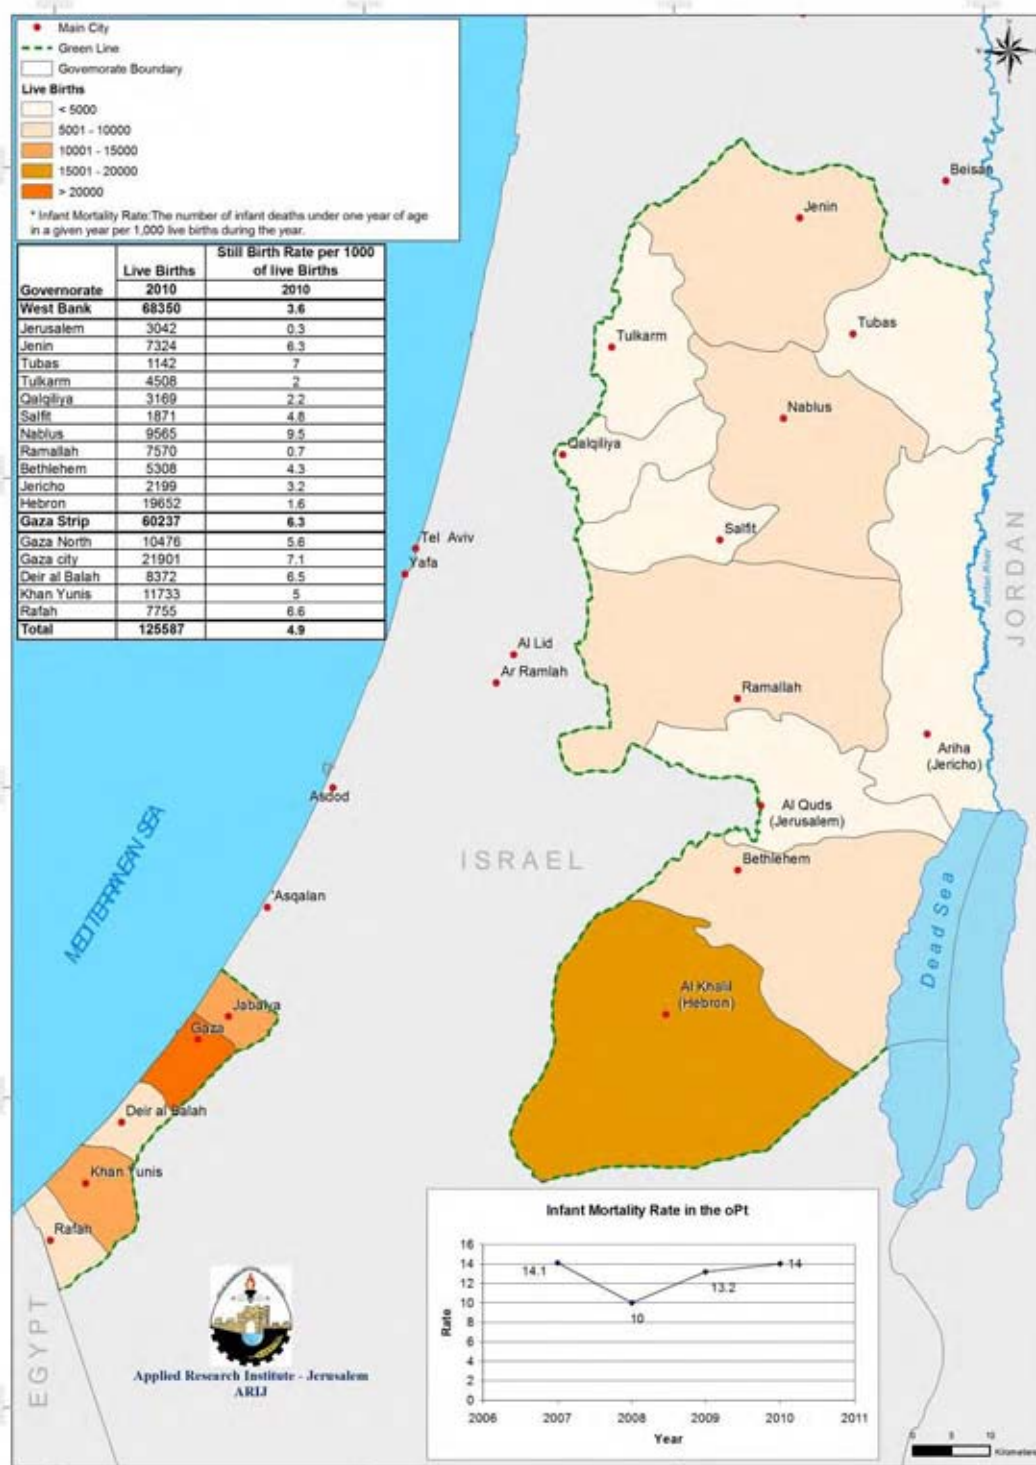 Main City
Green Line
Governorate Boundary
Live Births
< 5000
5001 - 10000
10001 - 15000
15001 - 20000
> 20000
* Infant Mortality Rate:The number of infant deaths under one year of age
in a given year per 1,000 live births during the year.
Governorate Live Births 2010 Still Birth Rate per 1000 of live Births 2010
West Bank 68350 3.6
Jerusalem 3042 0.3
Jenin 7324 6.3
Tubas 1142 7
Tulkarm 4508 2
Qalqiliya 3169 2.2
Salfit 1871 4.8
Nablus 9565 9.5
Ramallah 7570 0.7
Bethlehem 5308 4.3
Jericho 2199 3.2
Hebron 19652 1.6
Gaza Strip 60237 6.3
Gaza North 10476 5.6
Gaza city 21901 7.1
Deir al Balah 8372 6.5
Khan Yunis 11733 5
Rafah 7755 6.6
Total 125587 4.9
Beisan
Jenin
Tubas
Tulkarm
Nablus
Qalqiliya
Salfit
Tel Aviv
Yafa
JORDAN
Jordan River
Al Lid
Ar Ramlah
Ramallah
Ariha
(Jericho)
Asdod
Al Quds
(Jerusalem)
ISRAEL
Bethlehem
MEDITERRANEAN SEA
'Asqalan
Dead Sea
Al Khalil
(Hebron)
Jabalya
Gaza
Deir al Balah
Khan Yunis
Rafah
EGYPT
Applied Research Institute - Jerusalem
ARIJ
Infant Mortality Rate in the oPt
Rate
16
14
12
10
8
6
4
2
0
14.1
10
13.2
14
2006 2007 2008 2009 2010 2011
Year
0 5 10
Kilometers